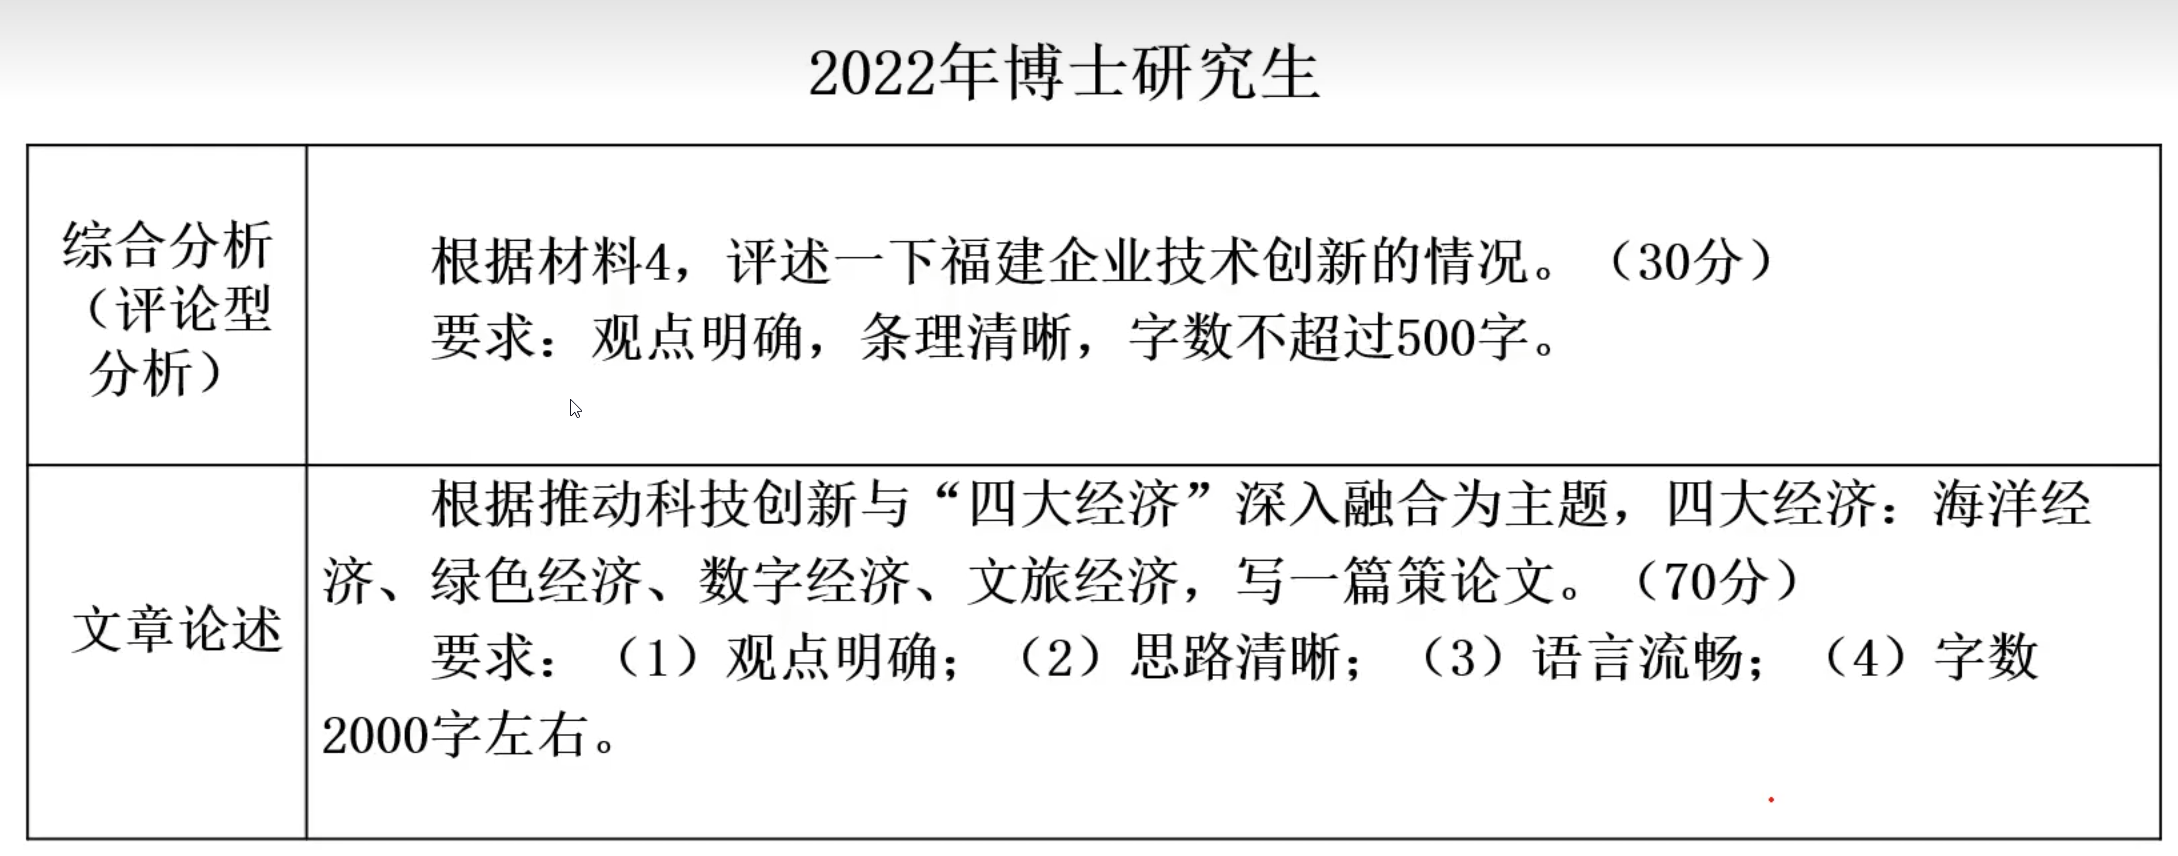 2022年博士研究生
综合分析
（评论型
分析）
根据材料4，评述一下福建企业技术创新的情况。（30分）
要求：观点明确，条理清晰，字数不超过500字。
文章论述
根据推动科技创新与“四大经济”深入融合为主题，四大经济：海洋经
济、绿色经济、数字经济、文旅经济，写一篇策论文。（70分）
要求：（1）观点明确；（2）思路清晰；（3）语言流畅；（4）字数
2000字左右。